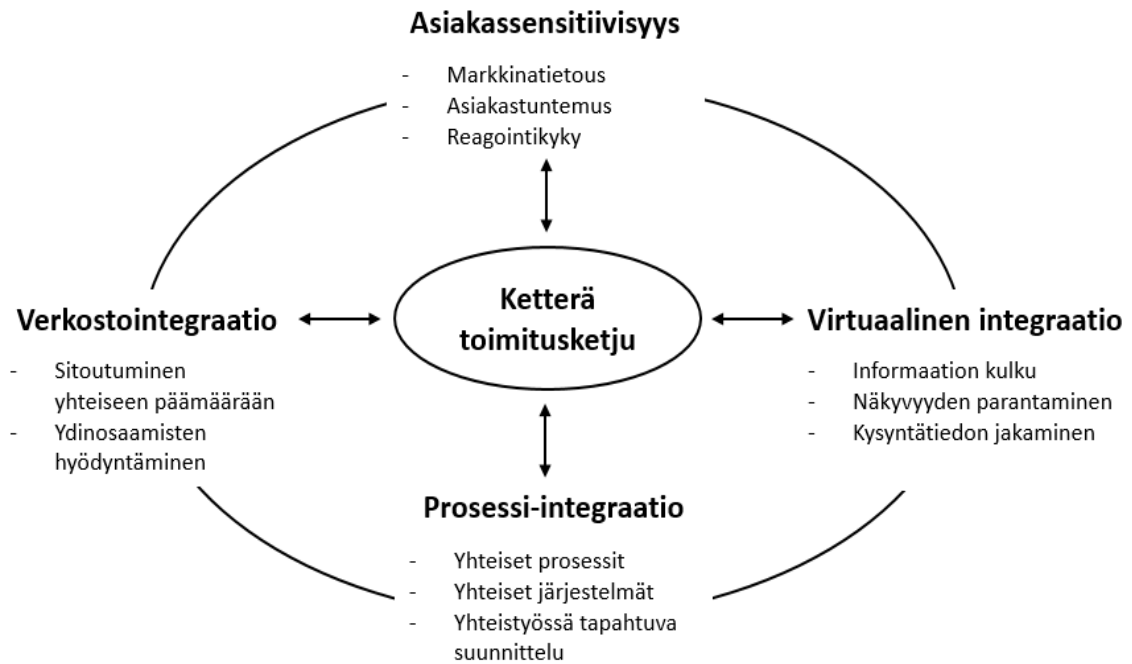 Asiakassensitiivisyys
- Markkinatietous
- Asiakastuntemus
- Reagointikyky
Ketterä
toimitusketju
Verkostointegraatio
- Sitoutuminen
yhteiseen päämäärään
- Ydinosaamisten
hyödyntäminen
Virtuaalinen integraatio
- Informaation kulku
- Näkyvyyden parantaminen
- Kysyntätiedon jakaminen
Prosessi-integraatio
- Yhteiset prosessit
- Yhteiset järjestelmät
- Yhteistyössä tapahtuva
suunnittelu